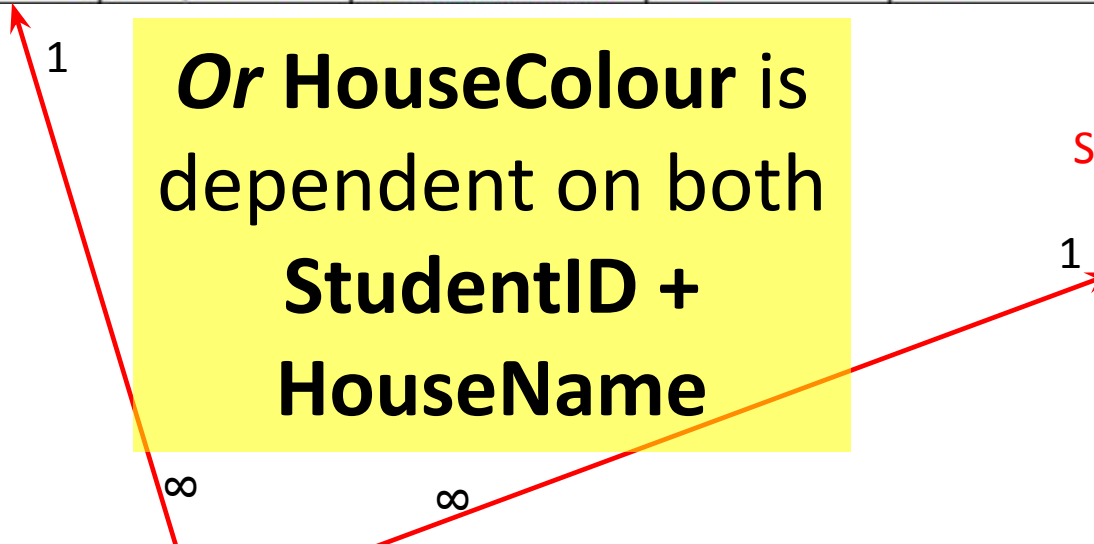 1
Or HouseColour is
dependent on both
StudentID +
HouseName
S
1
∞
∞